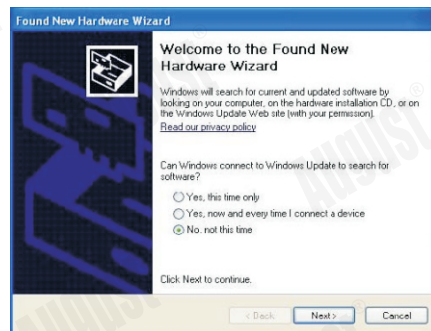 Found New Hardware Wizard
Welcome to the Found New
Hardware Wizard
Windows will search for current and updated software by
looking on your computer, on the hardware installation CD, or on
the Windows Update Web site (with your permission).
Read our privacy policy
Can Windows connect to Windows Update to search for
software?
Yes, this time only
Yes, now and every time I connect a device
No, not this time
Click Next to continue.
< Back
Next >
Cancel
AUGUST
AUGUST